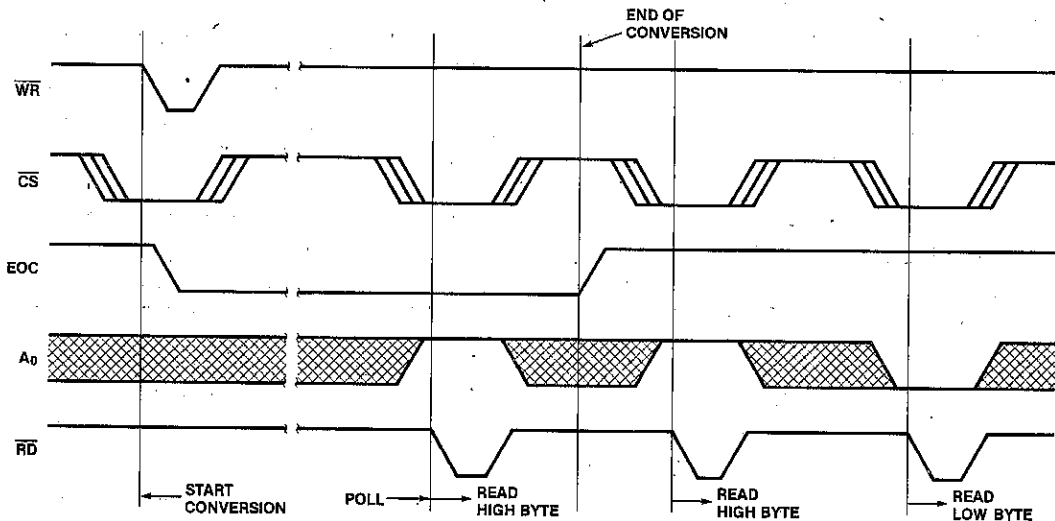 END OF
CONVERSION
WR
CS
EOC
A0
RD
START
CONVERSION
POLL
READ
HIGH BYTE
READ
HIGH BYTE
READ
LOW BYTE